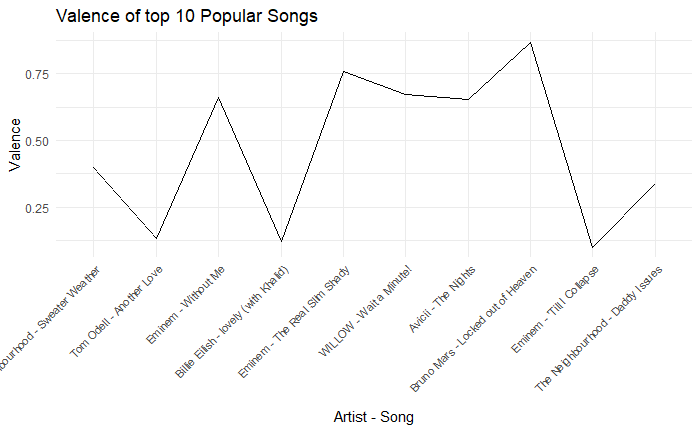 Valence of top 10 Popular Songs
Valence
0.75
0.50
0.25
bourhood - Sweater Weather
Tom Odell - Another Love
Eminem - Without Me
Billie Eilish - lovely (with Khalid)
Eminem - The Real Slim Shady
WILLOW - Wait a Minute!
Avicii - The Nights
Bruno Mars - Locked out of Heaven
Eminem - 'Till I Collapse
The Neighbourhood - Daddy Issues
Artist - Song